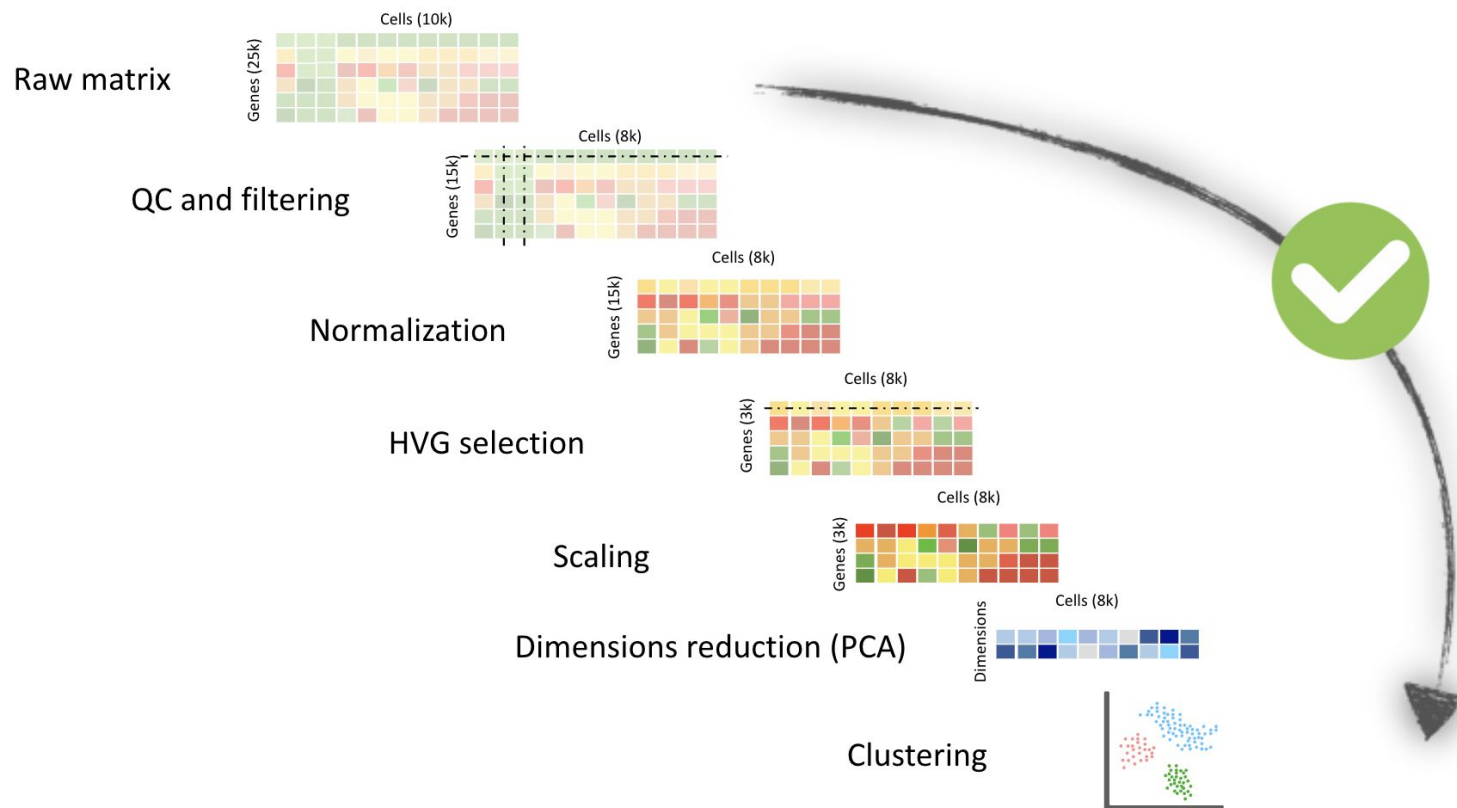 Cells (10k)
Genes (25k)
Raw matrix
Cells (8k)
Genes (15k)
QC and filtering
Cells (8k)
Genes (15k)
Normalization
Cells (8k)
Genes (3k)
HVG selection
Cells (8k)
Genes (3k)
Scaling
Cells (8k)
Dimensions
Dimensions reduction (PCA)
Clustering